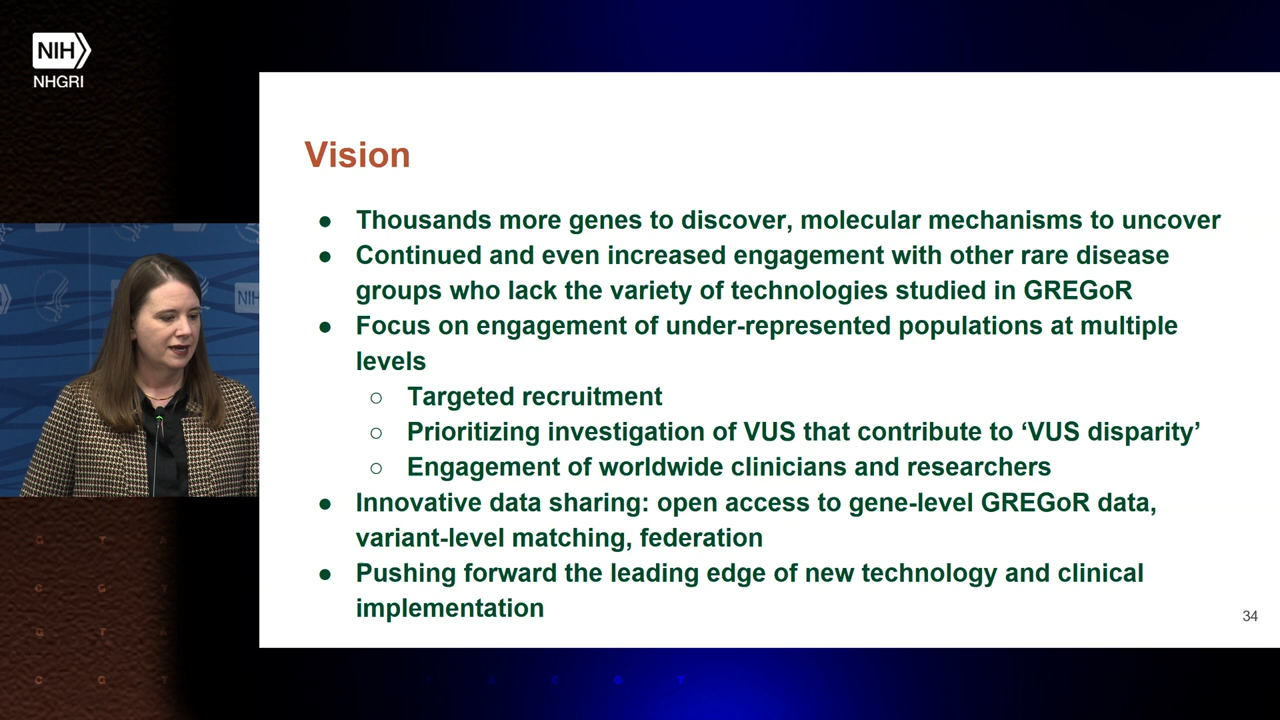 NIH
NHGRI
Vision
● Thousands more genes to discover, molecular mechanisms to uncover
● Continued and even increased engagement with other rare disease
groups who lack the variety of technologies studied in GREGoR
● Focus on engagement of under-represented populations at multiple
levels
○ Targeted recruitment
○ Prioritizing investigation of VUS that contribute to ‘VUS disparity’
○ Engagement of worldwide clinicians and researchers
● Innovative data sharing: open access to gene-level GREGoR data,
variant-level matching, federation
● Pushing forward the leading edge of new technology and clinical
implementation
34
NIH
G T A
C G T
G T A
C G T
G T